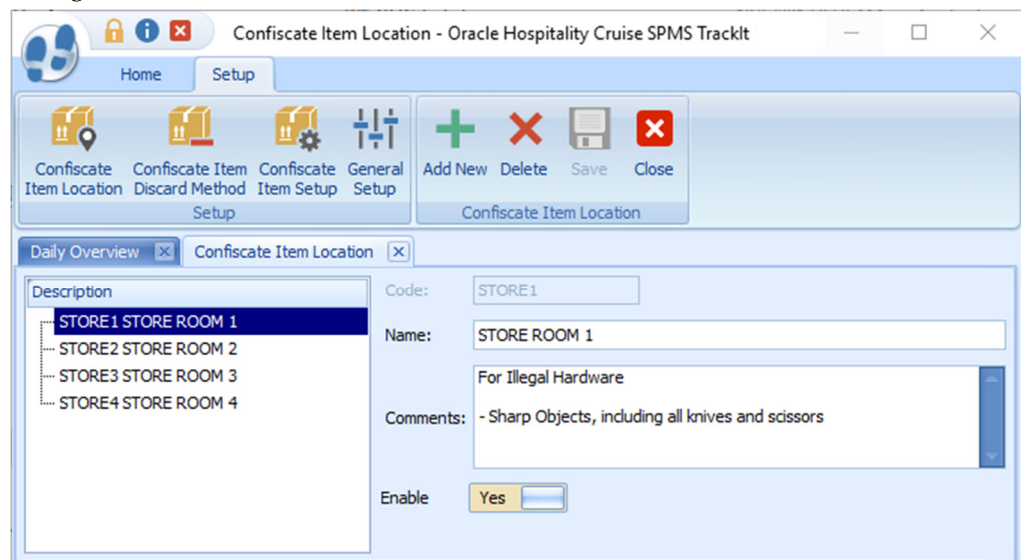 Confiscate Item Location - Oracle Hospitality Cruise SPMS TrackIt
Home Setup
Confiscate Item Location
Confiscate Item Discard Method
Confiscate Item Setup
General Setup
Add New Delete Save Close
Setup
Confiscate Item Location
Daily Overview Confiscate Item Location
Description
STORE1 STORE ROOM 1
STORE2 STORE ROOM 2
STORE3 STORE ROOM 3
STORE4 STORE ROOM 4
Code: STORE1
Name: STORE ROOM 1
Comments: For Illegal Hardware
- Sharp Objects, including all knives and scissors
Enable Yes